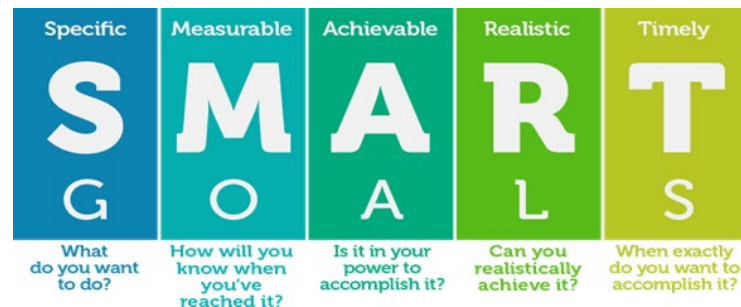 Specific Measurable Achievable Realistic Timely
S M A R T
G O A L S
What
do you want
to do?
How will you
know when
you've
reached it?
Is it in your
power to
accomplish it?
Can you
realistically
achieve it?
When exactly
do you want to
accomplish it?